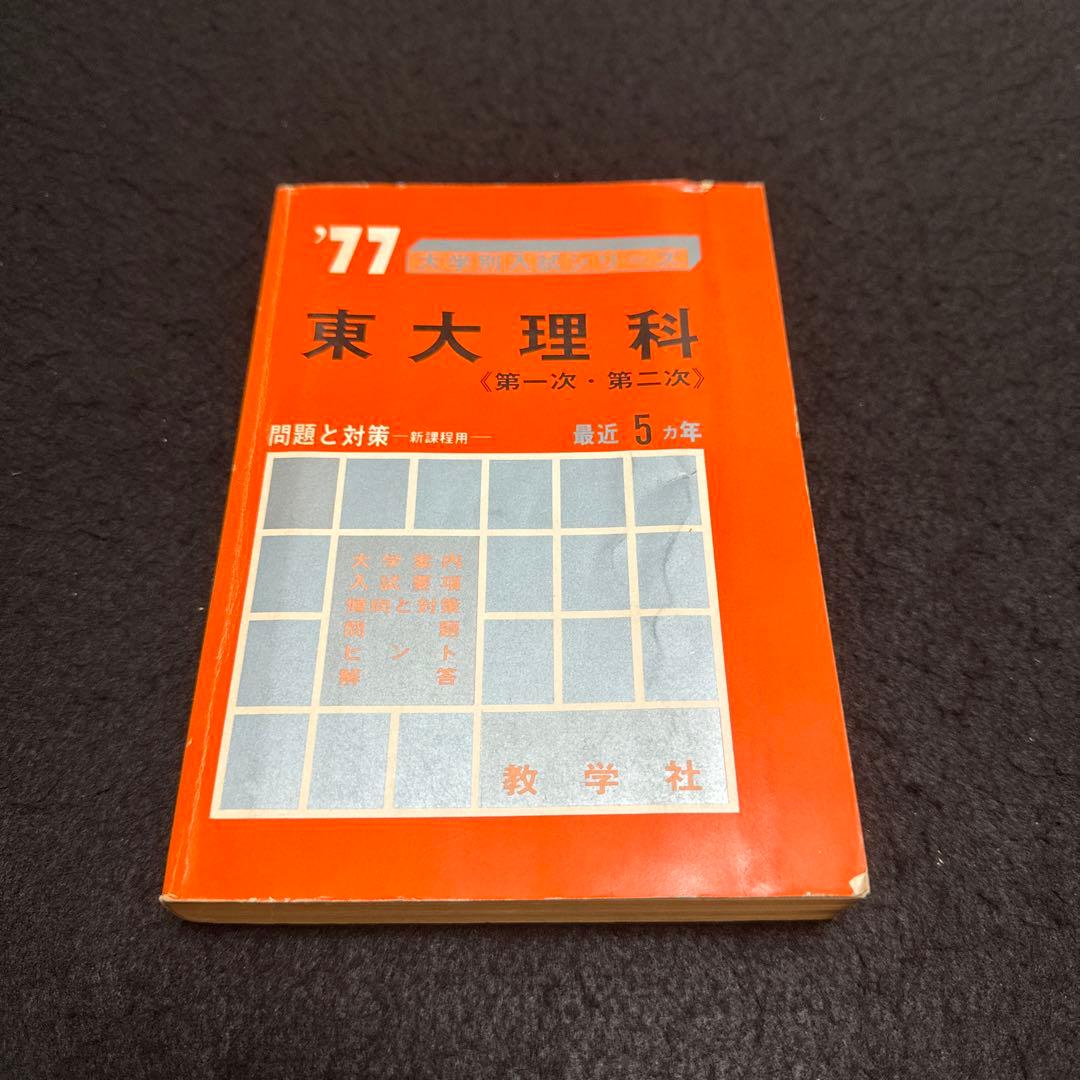 '77 大学別入試シリーズ
東大理科
《第一次・第二次》
問題と対策―新課程用― 最近5ヵ年
大学案内
入試要項
傾向と対策
問題
ヒント
解答
教学社